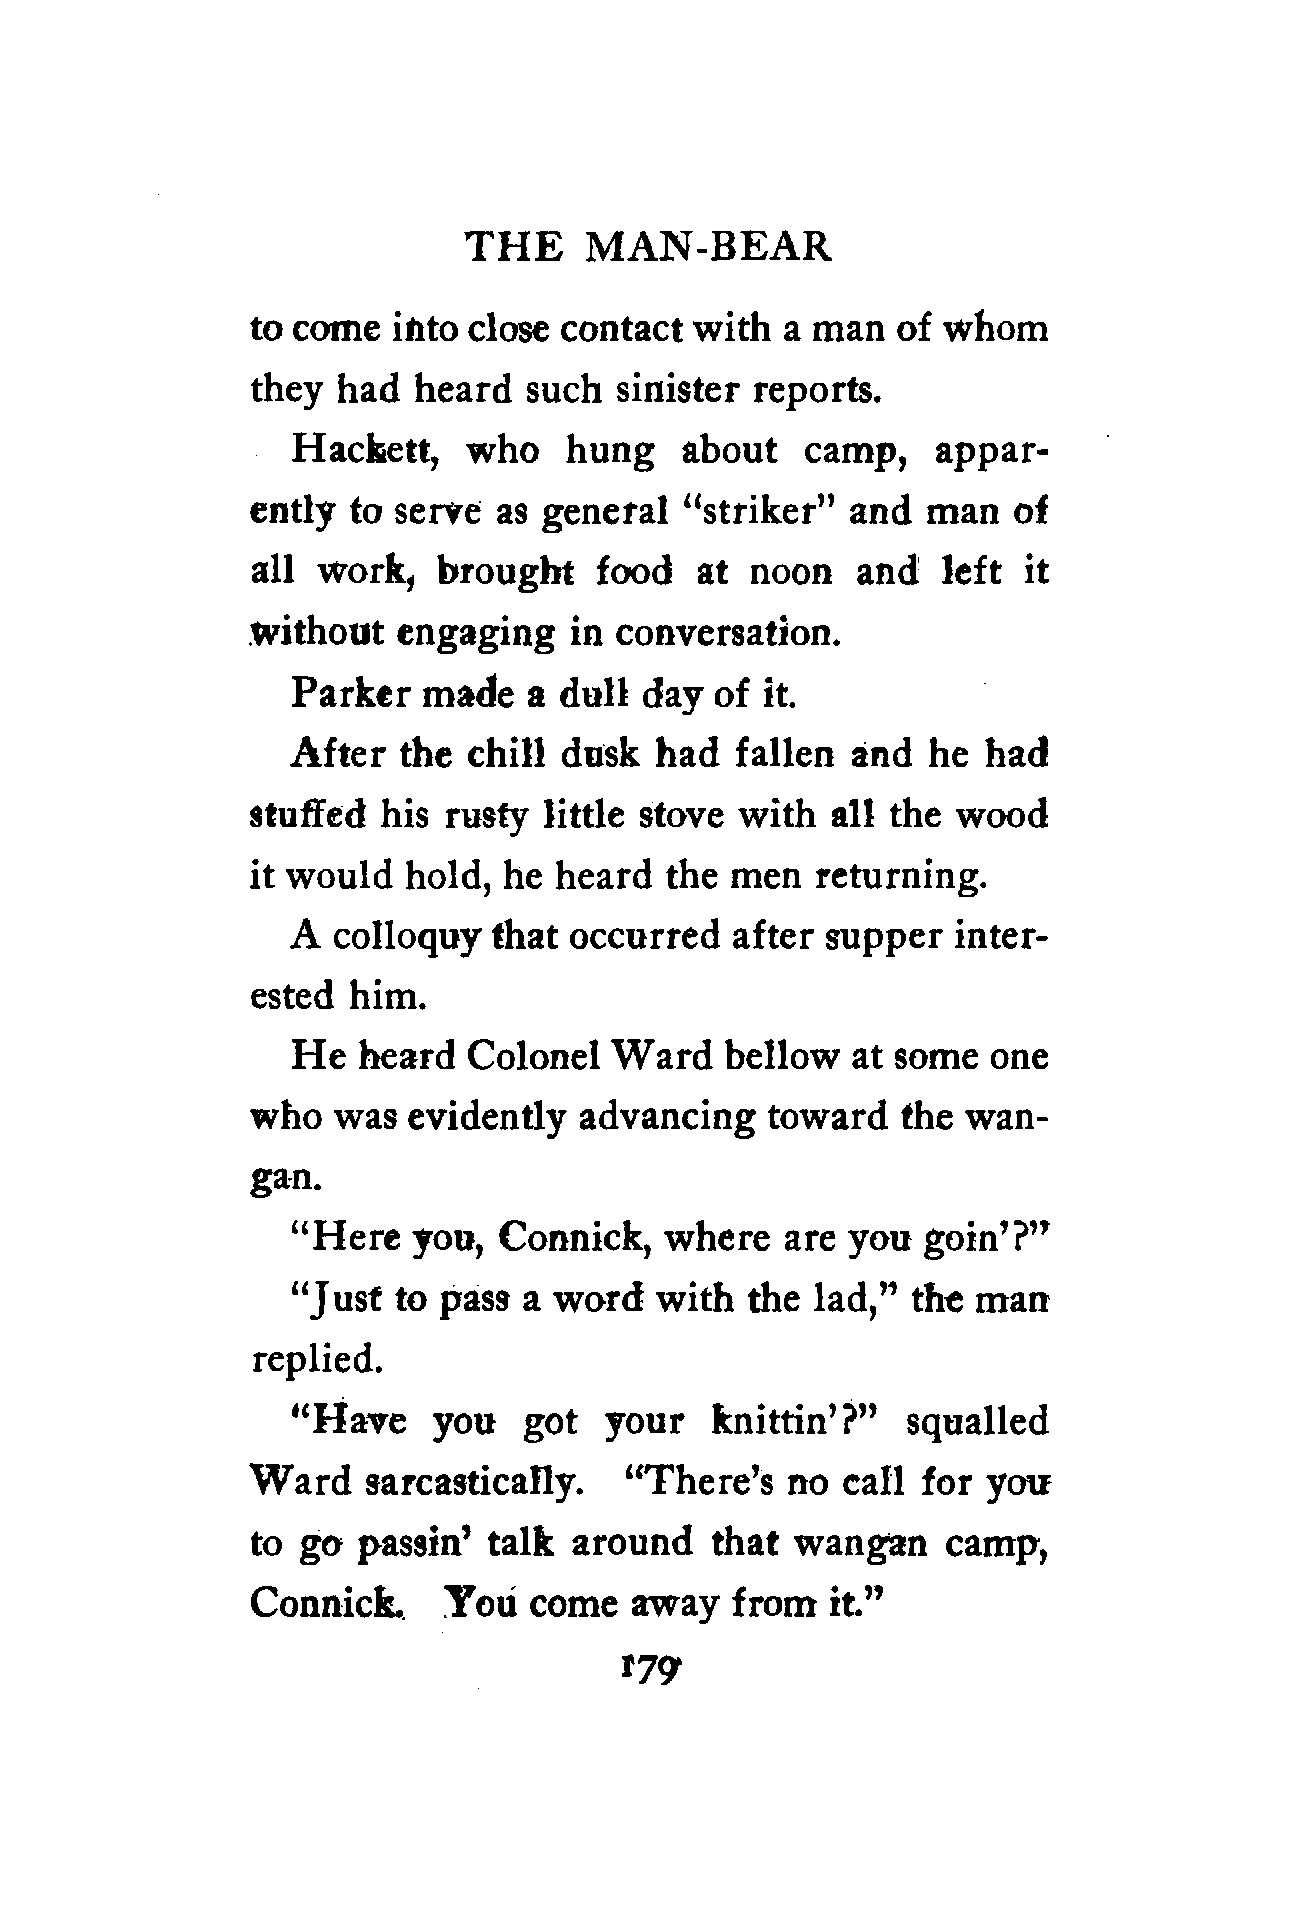 THE MAN-BEAR
to come into close contact with a man of whom
they had heard such sinister reports.
Hackett, who hung about camp, appar-
ently to serve as general “striker” and man of
all work, brought food at noon and left it
without engaging in conversation.
Parker made a dull day of it.
After the chill dusk had fallen and he had
stuffed his rusty little stove with all the wood
it would hold, he heard the men returning.
A colloquy that occurred after supper inter-
ested him.
He heard Colonel Ward bellow at some one
who was evidently advancing toward the wan-
gan.
“Here you, Connick, where are you goin’?”
“Just to pass a word with the lad,” the man
replied.
“Have you got your knittin’?” squalled
Ward sarcastically. “There’s no call for you
to go passin’ talk around that wangan camp,
Connick. You come away from it.”
179